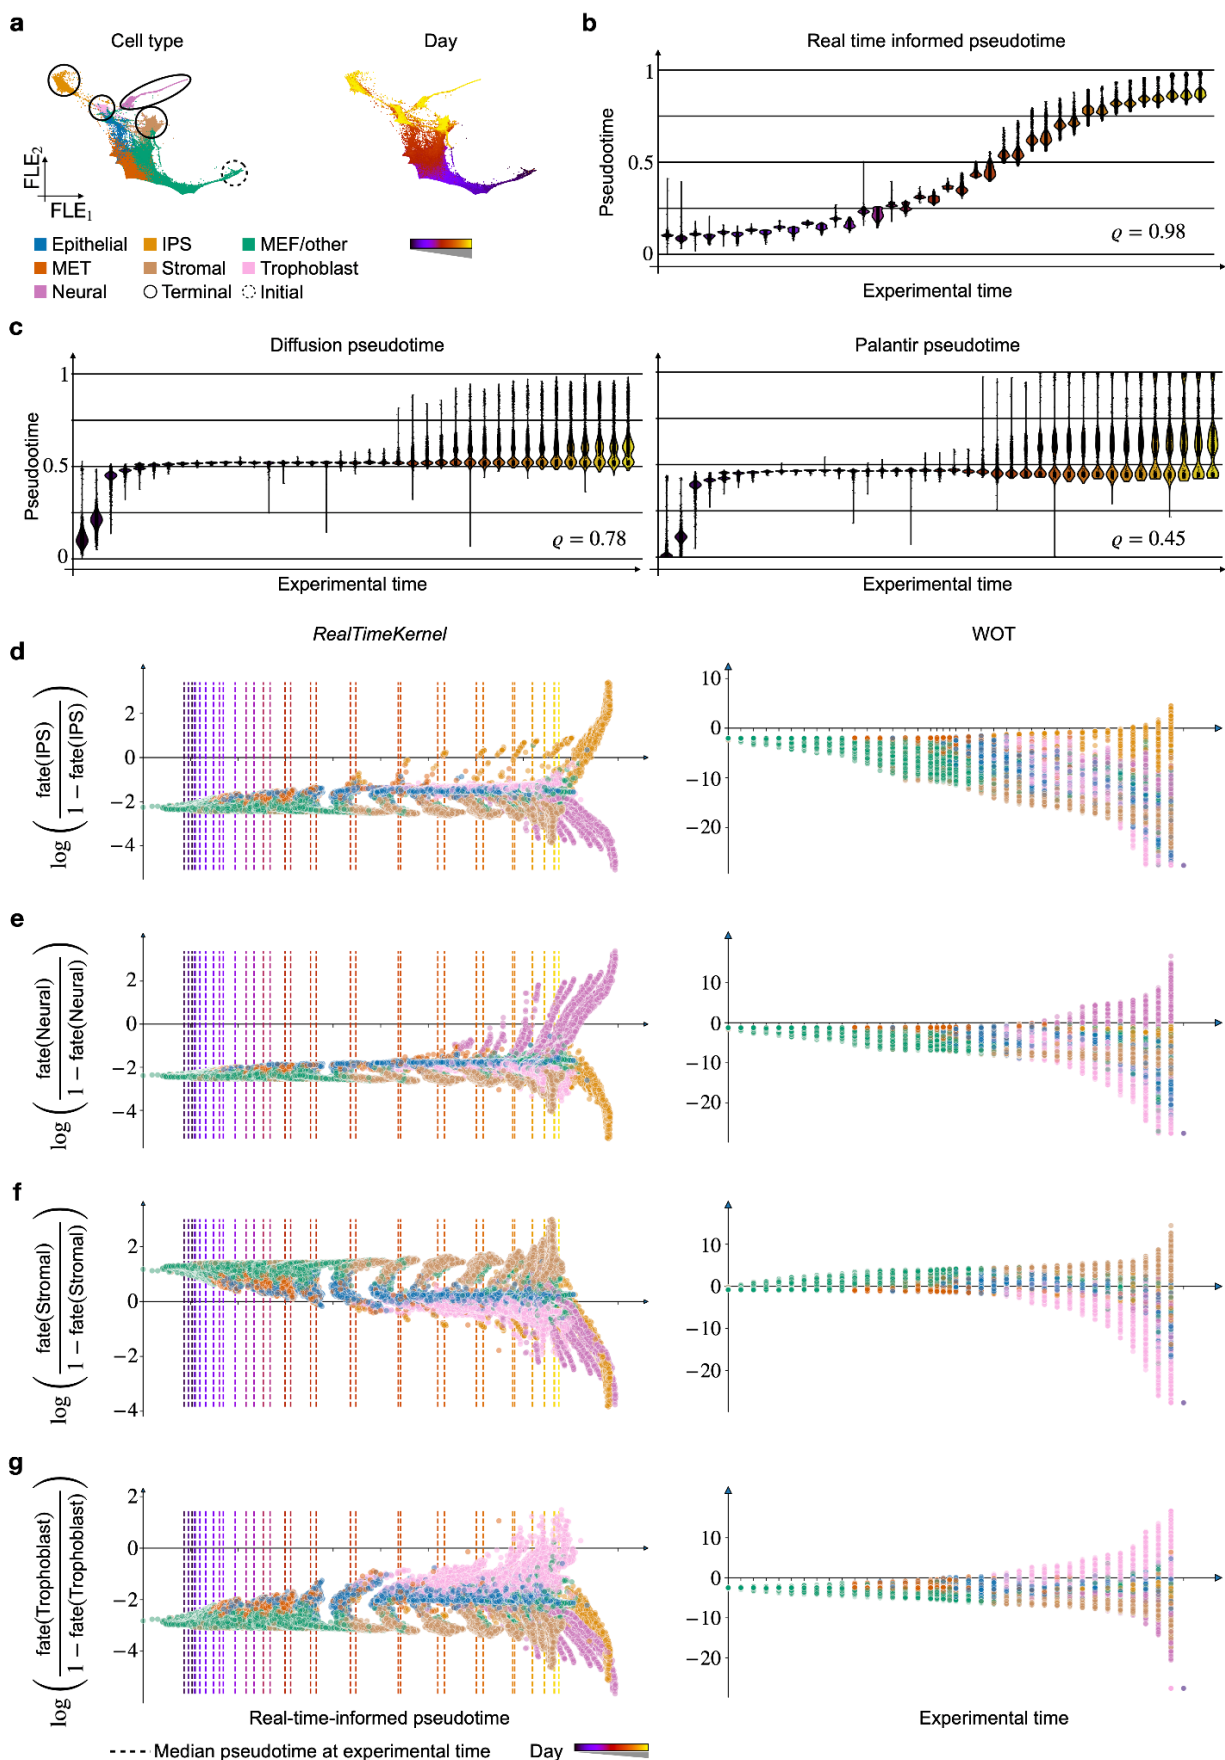 a
Cell type
Day
FLE2
FLE1
Epithelial
IPS
MEF/other
MET
Stromal
Trophoblast
Neural
Terminal
Initial
b
Real time informed pseudotime
Pseudootime
1
0.5
0
ϱ = 0.98
Experimental time
c
Diffusion pseudotime
Pseudootime
1
0.5
0
ϱ = 0.78
Experimental time
Palantir pseudotime
ϱ = 0.45
Experimental time
RealTimeKernel
WOT
d
log ( fate(IPS) / 1 − fate(IPS) )
2
0
−2
−4
10
0
−10
−20
e
log ( fate(Neural) / 1 − fate(Neural) )
2
0
−2
−4
10
0
−10
−20
f
log ( fate(Stromal) / 1 − fate(Stromal) )
2
0
−2
−4
10
0
−10
−20
g
log ( fate(Trophoblast) / 1 − fate(Trophoblast) )
2
0
−2
−4
10
0
−10
−20
Real-time-informed pseudotime
Experimental time
Median pseudotime at experimental time
Day